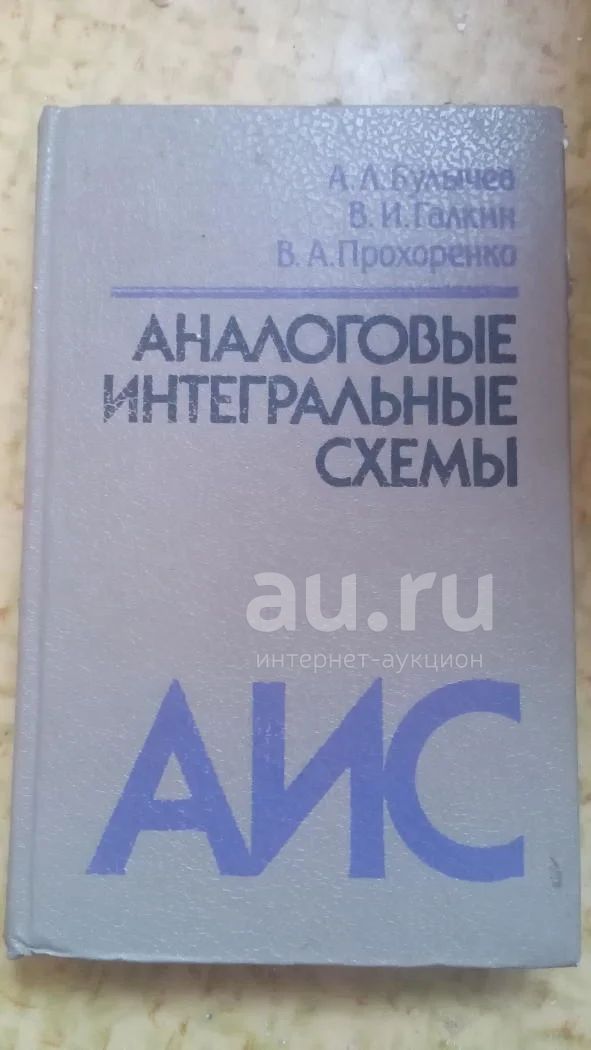 А. Л. Булычев
В. И. Галкин
В. А. Прохоренко
АНАЛОГОВЫЕ
ИНТЕГРАЛЬНЫЕ
СХЕМЫ
au.ru
интернет-аукцион
АИС